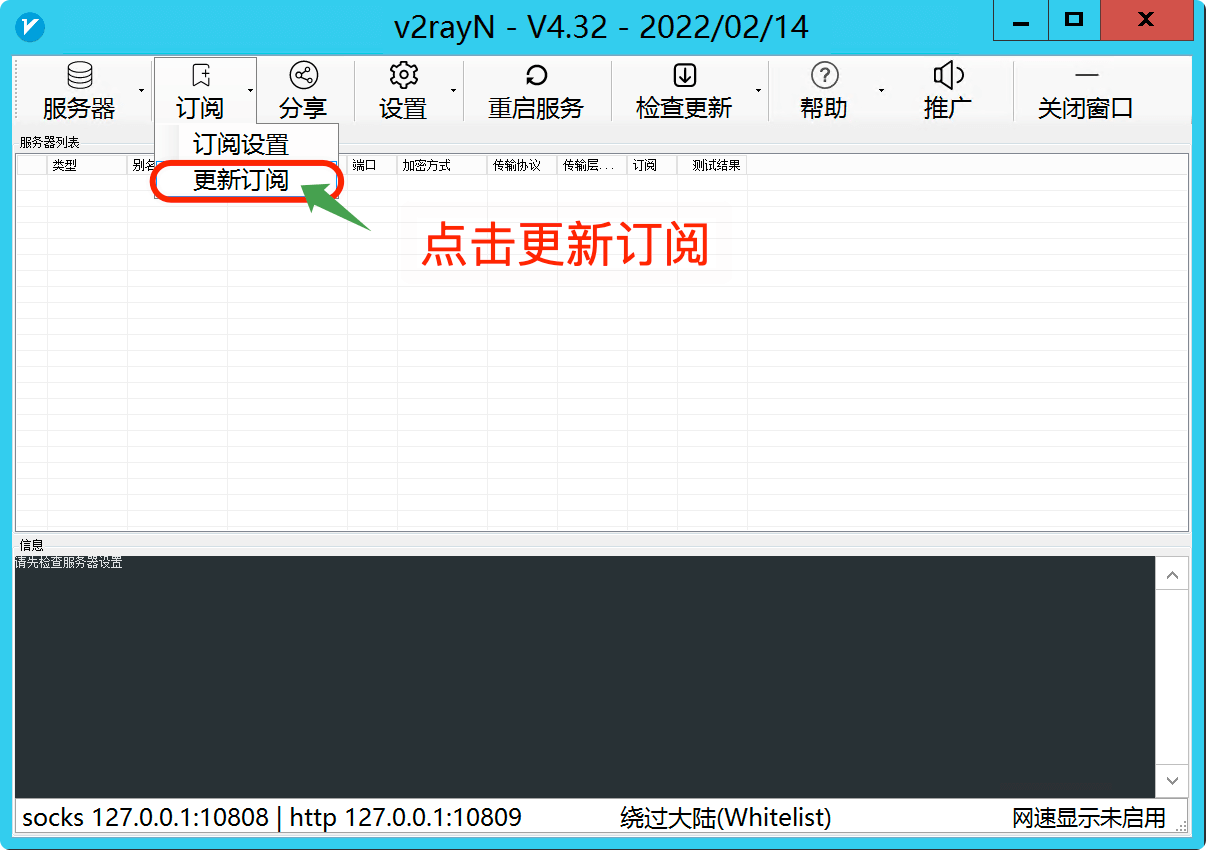 v2rayN - V4.32 - 2022/02/14
服务器 订阅 分享 设置 重启服务 检查更新 帮助 推广 关闭窗口
服务器列表
订阅设置
类型 别名 端口 加密方式 传输协议 传输层... 订阅 测试结果
更新订阅
点击更新订阅
信息
请先检查服务器设置
socks 127.0.0.1:10808 | http 127.0.0.1:10809 绕过大陆(Whitelist) 网速显示未启用